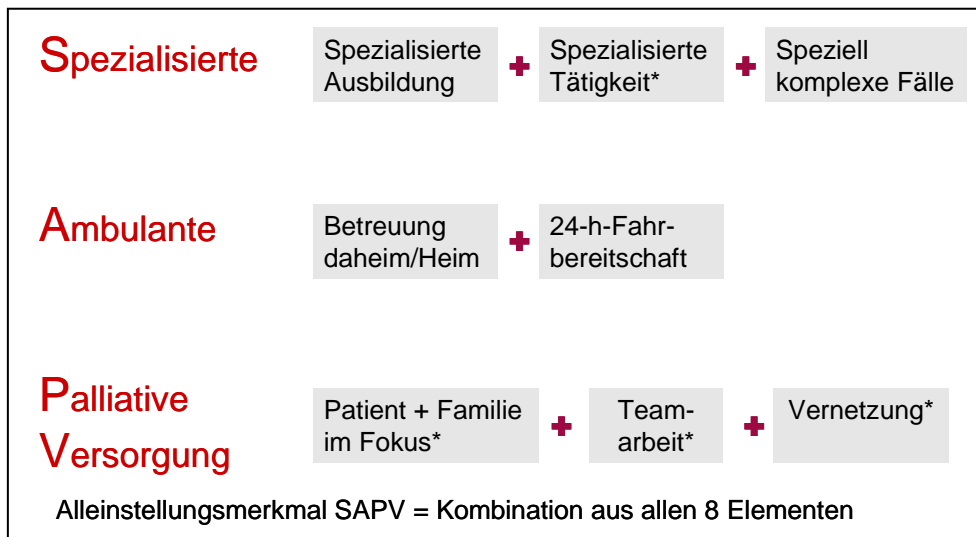 Spezialisierte
Spezialisierte
Ausbildung
+
Spezialisierte
Tätigkeit*
+
Speziell
komplexe Fälle
Ambulante
Betreuung
daheim/Heim
+
24-h-Fahr-
bereitschaft
Palliative
Versorgung
Patient + Familie
im Fokus*
+
Team-
arbeit*
+
Vernetzung*
Alleinstellungsmerkmal SAPV = Kombination aus allen 8 Elementen